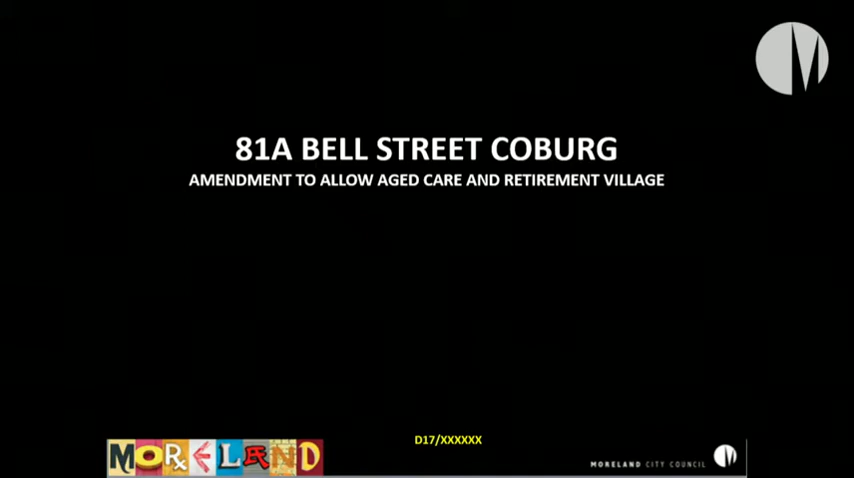 81A BELL STREET COBURG
AMENDMENT TO ALLOW AGED CARE AND RETIREMENT VILLAGE
D17/XXXXXX
MORELAND
MORELAND CITY COUNCIL